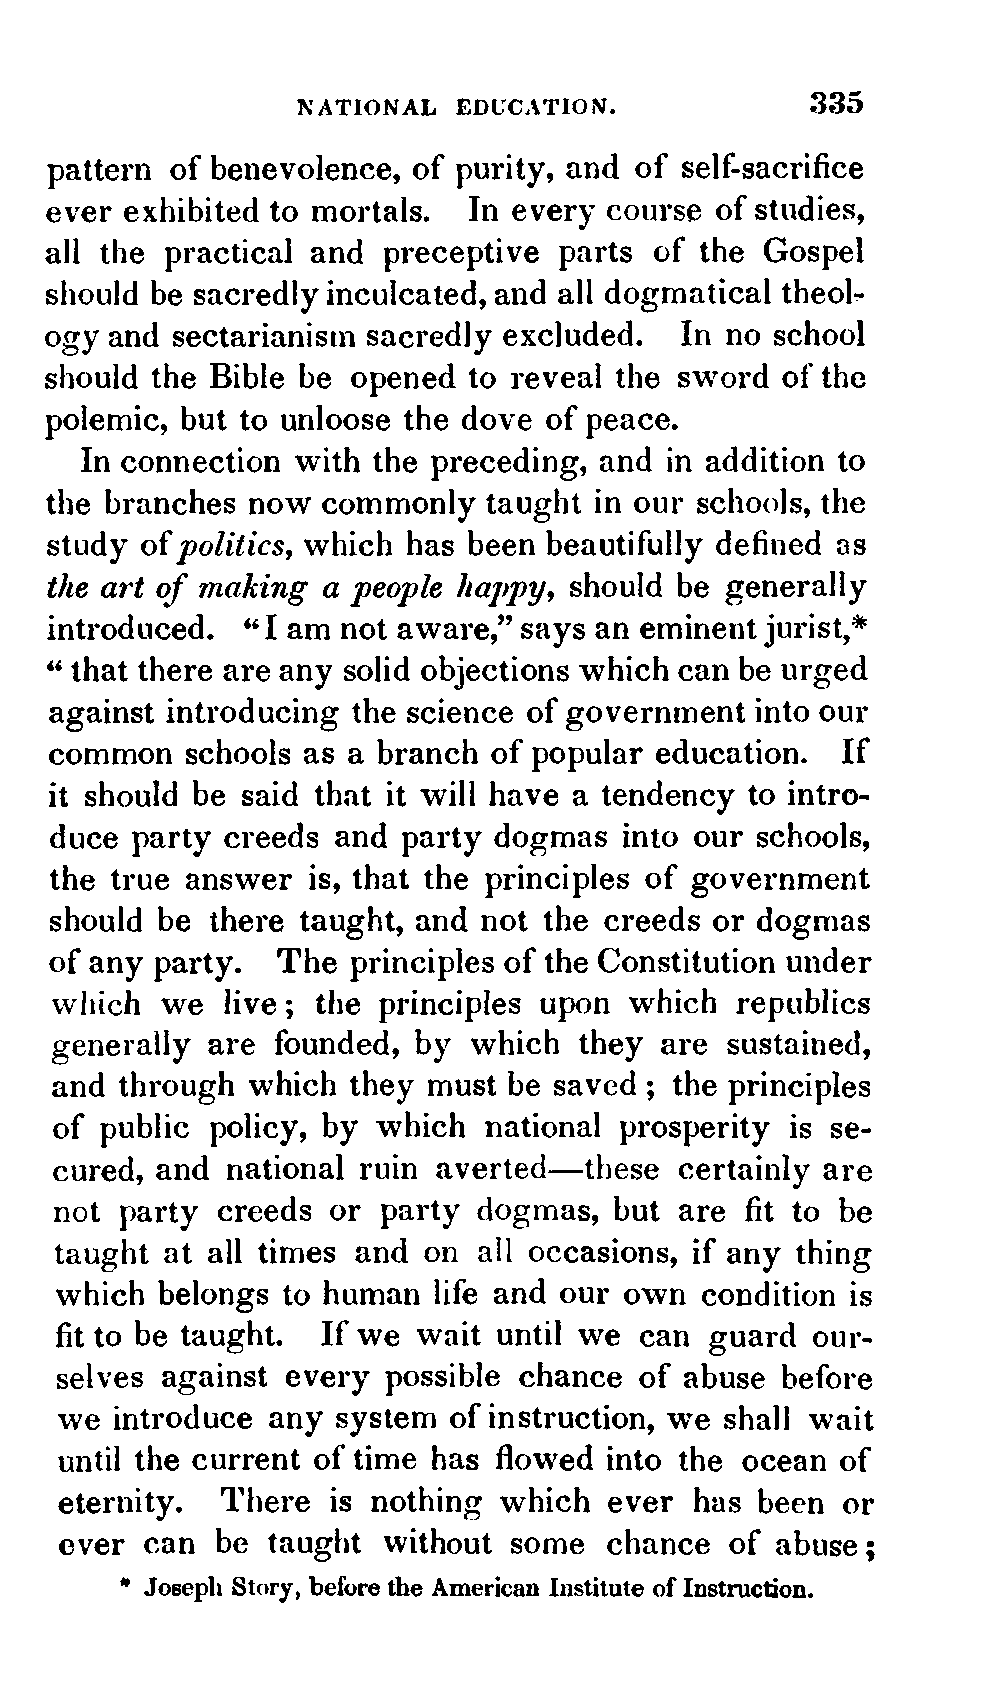 NATIONAL EDUCATION. 335
pattern of benevolence, of purity, and of self-sacrifice
ever exhibited to mortals. In every course of studies,
all the practical and preceptive parts of the Gospel
should be sacredly inculcated, and all dogmatical theol-
ogy and sectarianism sacredly excluded. In no school
should the Bible be opened to reveal the sword of the
polemic, but to unloose the dove of peace.
In connection with the preceding, and in addition to
the branches now commonly taught in our schools, the
study of politics, which has been beautifully defined as
the art of making a people happy, should be generally
introduced. "I am not aware," says an eminent jurist,*
" that there are any solid objections which can be urged
against introducing the science of government into our
common schools as a branch of popular education. If
it should be said that it will have a tendency to intro-
duce party creeds and party dogmas into our schools,
the true answer is, that the principles of government
should be there taught, and not the creeds or dogmas
of any party. The principles of the Constitution under
which we live; the principles upon which republics
generally are founded, by which they are sustained,
and through which they must be saved; the principles
of public policy, by which national prosperity is se-
cured, and national ruin averted—these certainly are
not party creeds or party dogmas, but are fit to be
taught at all times and on all occasions, if any thing
which belongs to human life and our own condition is
fit to be taught. If we wait until we can guard our-
selves against every possible chance of abuse before
we introduce any system of instruction, we shall wait
until the current of time has flowed into the ocean of
eternity. There is nothing which ever has been or
ever can be taught without some chance of abuse;
* Joseph Story, before the American Institute of Instruction.